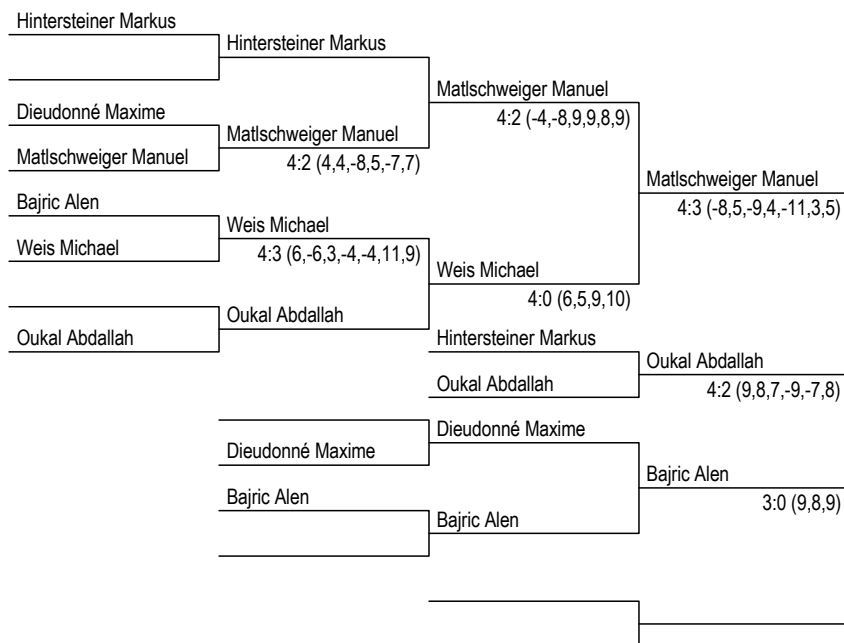 Hintersteiner Markus
Hintersteiner Markus
Matlschweiger Manuel
4:2 (-4,-8,9,9,8,9)
Dieudonné Maxime
Matlschweiger Manuel
Matlschweiger Manuel
4:2 (4,4,-8,5,-7,7)
Matlschweiger Manuel
4:3 (-8,5,-9,4,-11,3,5)
Bajric Alen
Weis Michael
Weis Michael
4:3 (6,-6,3,-4,-4,11,9)
Weis Michael
4:0 (6,5,9,10)
Oukal Abdallah
Oukal Abdallah
Hintersteiner Markus
Oukal Abdallah
Oukal Abdallah
4:2 (9,8,7,-9,-7,8)
Dieudonné Maxime
Dieudonné Maxime
Bajric Alen
Bajric Alen
Bajric Alen
3:0 (9,8,9)